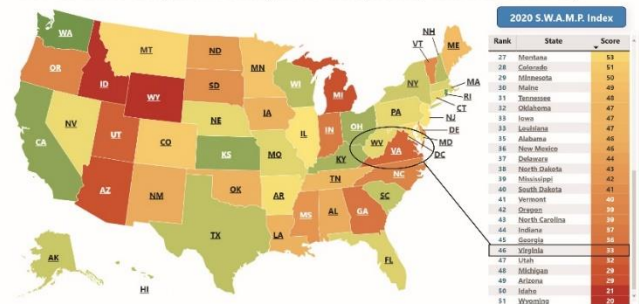 2020 S.W.A.M.P. Index
Rank State Score
27 Montana 53
28 Colorado 51
29 Minnesota 50
30 Maine 49
31 Tennessee 48
32 Oklahoma 47
33 Iowa 47
33 Louisiana 47
35 Alabama 46
36 New Mexico 46
37 Delaware 44
38 North Dakota 43
39 Mississippi 42
40 South Dakota 41
41 Vermont 40
42 Oregon 39
43 North Carolina 39
44 Indiana 37
45 Georgia 36
46 Virginia 33
47 Utah 32
48 Michigan 29
49 Arizona 29
50 Idaho 21
51 Wyoming 20
WA
MT
ND
MN
NH
VT
ME
OR
ID
WY
SD
WI
MI
NY
MA
RI
CT
NV
UT
CO
NE
IA
IL
IN
OH
PA
NJ
DE
MD
DC
CA
KS
MO
KY
WV
VA
AZ
NM
OK
AR
TN
NC
SC
TX
LA
MS
AL
GA
FL
AK
HI